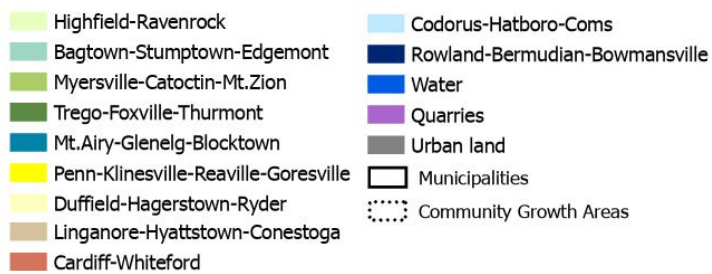 Highfield-Ravenrock
Bagtown-Stumptown-Edgemont
Myersville-Catoctin-Mt.Zion
Trego-Foxville-Thurmont
Mt.Airy-Glenelg-Blocktown
Penn-Klinesville-Reaville-Goresville
Duffield-Hagerstown-Ryder
Linganore-Hyattstown-Conestoga
Cardiff-Whiteford
Codorus-Hatboro-Coms
Rowland-Bermudian-Bowmansville
Water
Quarries
Urban land
Municipalities
Community Growth Areas